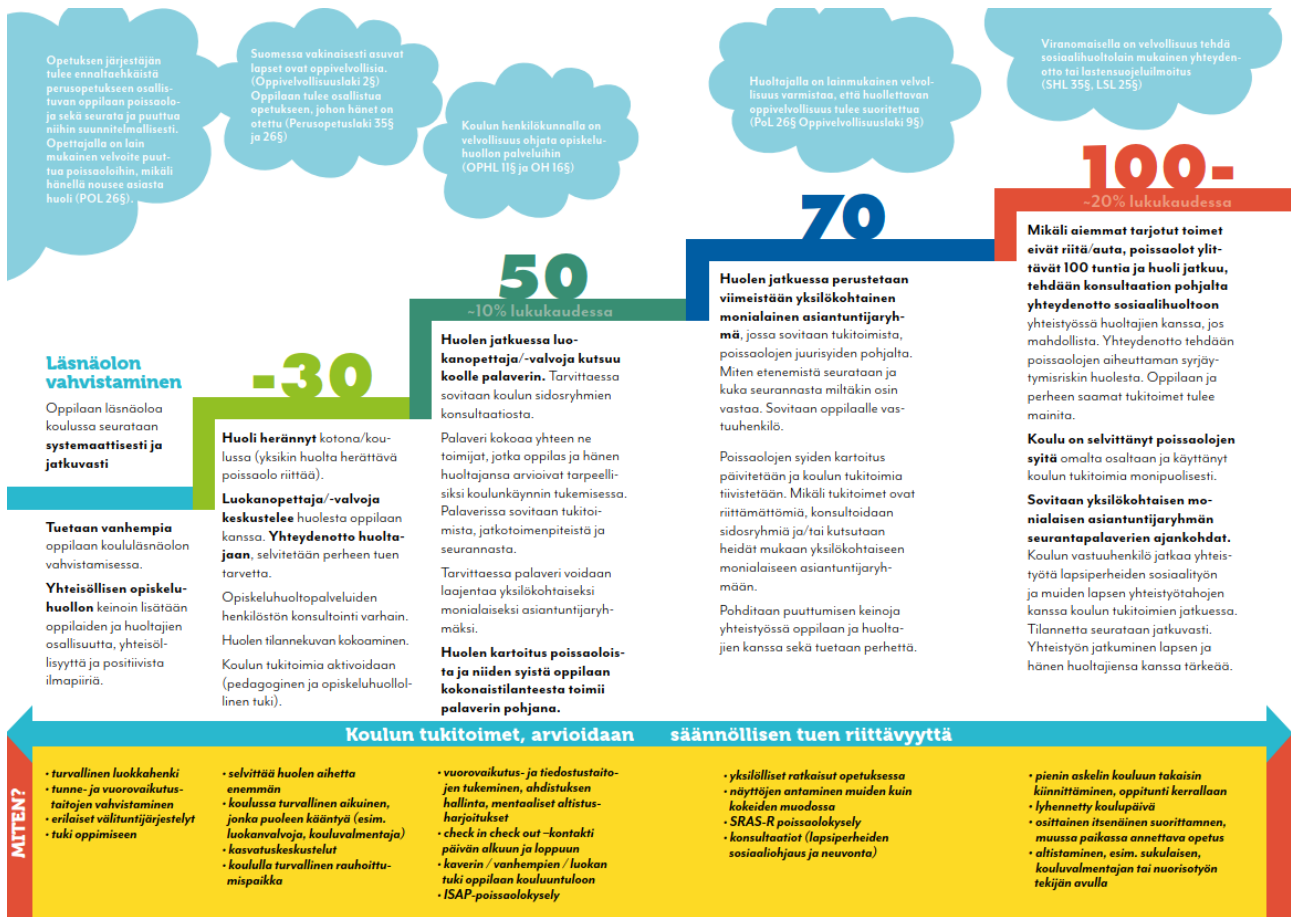 Opetuksen järjestäjän
tulee ennaltaehkäistä
perusopetukseen osallis-
tuvan oppilaan poissaolo-
ja sekä seurata ja puuttua
niihin suunnitelmallisesti.
Opettajalla on lain
mukainen velvoite puut-
tua poissaoloihin, mikäli
hänellä nousee asiasta
huoli (POL 26§).
Suomessa vakinaisesti asuvat
lapset ovat oppivelvollisia.
(Oppivelvollisuuslaki 2§)
Oppilaan tulee osallistua
opetukseen, johon hänet on
otettu (Perusopetuslaki 35§
ja 26§)
Koulun henkilökunnalla on
velvollisuus ohjata opiskelu-
huollon palveluihin
(OPHL 11§ ja OH 16§)
Huoltajalla on lainmukainen velvol-
lisuus varmistaa, että huollettavan
oppivelvollisuus tulee suoritettua
(PoL 26§ Oppivelvollisuuslaki 9§)
Viranomaisella on velvollisuus tehdä
sosiaalihuoltolain mukainen yhteyden-
otto tai lastensuojeluilmoitus
(SHL 35§, LSL 25§)
Läsnäolon
vahvistaminen
Oppilaan läsnäoloa
koulussa seurataan
systemaattisesti ja
jatkuvasti
Tuetaan vanhempia
oppilaan koululäsnäolon
vahvistamisessa.
Yhteisöllisen opiskelu-
huollon keinoin lisätään
oppilaiden ja huoltajien
osallisuutta, yhteisöl-
lisyyttä ja positiivista
ilmapiiriä.
-30
Huoli herännyt kotona/kou-
lussa (yksikin huolta herättävä
poissaolo riittää).
Luokanopettaja/-valvoja
keskustelee huolesta oppilaan
kanssa. Yhteydenotto huolta-
jaan, selvitetään perheen tuen
tarvetta.
Opiskeluhuoltopalveluiden
henkilöstön konsultointi varhain.
Huolen tilannekuvan kokoaminen.
Koulun tukitoimia aktivoidaan
(pedagoginen ja opiskeluhuollol-
linen tuki).
50
~10% lukukaudessa
Huolen jatkuessa luo-
kanopettaja/-valvoja kutsuu
koolle palaverin. Tarvittaessa
sovitaan koulun sidosryhmien
konsultaatiosta.
Palaveri kokoaa yhteen ne
toimijat, jotka oppilas ja hänen
huoltajansa arvioivat tarpeelli-
siksi koulunkäynnin tukemisessa.
Palaverissa sovitaan tukitoi-
mista, jatkotoimenpiteistä ja
seurannasta.
Tarvittaessa palaveri voidaan
laajentaa yksilökohtaiseksi
monialaiseksi asiantuntijaryh-
mäksi.
Huolen kartoitus poissaolois-
ta ja niiden syistä oppilaan
kokonaistilanteesta toimii
palaverin pohjana.
70
Huolen jatkuessa perustetaan
viimeistään yksilökohtainen
monialainen asiantuntijaryh-
mä, jossa sovitaan tukitoimista,
poissaolojen juurisyiden pohjalta.
Miten etenemistä seurataan ja
kuka seurannasta miltäkin osin
vastaa. Sovitaan oppilaalle vas-
tuuhenkilö.
Poissaolojen syiden kartoitus
päivitetään ja koulun tukitoimia
tiivistetään. Mikäli tukitoimet ovat
riittämättömiä, konsultoidaan
sidosryhmiä ja/tai kutsutaan
heidät mukaan yksilökohtaiseen
monialaiseen asiantuntijaryh-
mään.
Pohditaan puuttumisen keinoja
yhteistyössä oppilaan ja huolta-
jien kanssa sekä tuetaan perhettä.
100-
~20% lukukaudessa
Mikäli aiemmat tarjotut toimet
eivät riitä/auta, poissaolot ylit-
tävät 100 tuntia ja huoli jatkuu,
tehdään konsultaation pohjalta
yhteydenotto sosiaalihuoltoon
yhteistyössä huoltajien kanssa, jos
mahdollista. Yhteydenotto tehdään
poissaolojen aiheuttaman syrjäy-
tymisriskin huolesta. Oppilaan ja
perheen saamat tukitoimet tulee
mainita.
Koulu on selvittänyt poissaolojen
syitä omalta osaltaan ja käyttänyt
koulun tukitoimia monipuolisesti.
Sovitaan yksilökohtaisen mo-
nialaisen asiantuntijaryhmän
seurantapalaverien ajankohdat.
Koulun vastuuhenkilö jatkaa yhteis-
työtä lapsiperheiden sosiaalityön
ja muiden lapsen yhteistyötahojen
kanssa koulun tukitoimien jatkuessa.
Tilannetta seurataan jatkuvasti.
Yhteistyön jatkuminen lapsen ja
hänen huoltajiensa kanssa tärkeää.
Koulun tukitoimet, arvioidaan säännöllisen tuen riittävyyttä
MITEN?
• turvallinen luokkahenki
• tunne- ja vuorovaikutus-
taitojen vahvistaminen
• erilaiset välituntijärjestelyt
• tuki oppimiseen
• selvittää huolen aihetta
enemmän
• koulussa turvallinen aikuinen,
jonka puoleen kääntyä (esim.
luokanvalvoja, kouluvalmentaja)
• kasvatuskeskustelut
• koululla turvallinen rauhoittu-
mispaikka
• vuorovaikutus- ja tiedostustaito-
jen tukeminen, ahdistuksen
hallinta, mentaaliset altistus-
harjoitukset
• check in check out –kontakti
päivän alkuun ja loppuun
• kaverin / vanhempien / luokan
tuki oppilaan kouluuntuloon
• ISAP-poissaolokysely
• yksilölliset ratkaisut opetuksessa
• näyttöjen antaminen muiden kuin
kokeiden muodossa
• SRAS-R poissaolokysely
• konsultaatiot (lapsiperheiden
sosiaaliohjaus ja neuvonta)
• pienin askelin kouluun takaisin
kiinnittäminen, oppitunti kerrallaan
• lyhennetty koulupäivä
• osittainen itsenäinen suorittamnen,
muussa paikassa annettava opetus
• altistaminen, esim. sukulaisen,
kouluvalmentajan tai nuorisotyön
tekijän avulla